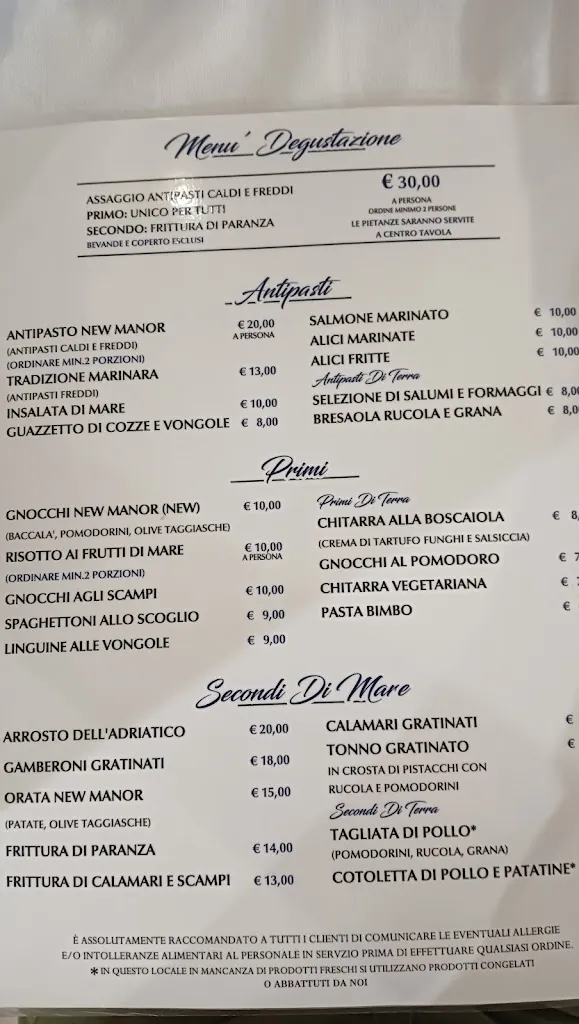 Menu' Degustazione
ASSAGGIO ANTIPASTI CALDI E FREDDI
PRIMO: UNICO PER TUTTI
SECONDO: FRITTURA DI PARANZA
BEVANDE E COPERTO ESCLUSI
€ 30,00
A PERSONA
ORDINE MINIMO 2 PERSONE
LE PIETANZE SARANNO SERVITE
A CENTRO TAVOLA
Antipasti
ANTIPASTO NEW MANOR € 20,00
A PERSONA
(ANTIPASTI CALDI E FREDDI)
(ORDINARE MIN.2 PORZIONI)
TRADIZIONE MARINARA € 13,00
(ANTIPASTI FREDDI)
INSALATA DI MARE € 10,00
GUAZZETTO DI COZZE E VONGOLE € 8,00
SALMONE MARINATO € 10,00
ALICI MARINATE € 10,00
ALICI FRITTE € 10,00
Antipasti Di Terra
SELEZIONE DI SALUMI E FORMAGGI € 8,0
BRESAOLA RUCOLA E GRANA € 8,0
Primi
GNOCCHI NEW MANOR (NEW) € 10,00
(BACCALA', POMODORINI, OLIVE TAGGIASCHE)
RISOTTO AI FRUTTI DI MARE € 10,00
A PERSONA
(ORDINARE MIN.2 PORZIONI)
GNOCCHI AGLI SCAMPI € 10,00
SPAGHETTONI ALLO SCOGLIO € 9,00
LINGUINE ALLE VONGOLE € 9,00
Primi Di Terra
CHITARRA ALLA BOSCAIOLA € 8,
(CREMA DI TARTUFO FUNGHI E SALSICCIA)
GNOCCHI AL POMODORO € 7
CHITARRA VEGETARIANA € 7
PASTA BIMBO €
Secondi Di Mare
ARROSTO DELL'ADRIATICO € 20,00
GAMBERONI GRATINATI € 18,00
ORATA NEW MANOR € 15,00
(PATATE, OLIVE TAGGIASCHE)
FRITTURA DI PARANZA € 14,00
FRITTURA DI CALAMARI E SCAMPI € 13,00
CALAMARI GRATINATI €
TONNO GRATINATO €
IN CROSTA DI PISTACCHI CON
RUCOLA E POMODORINI
Secondi Di Terra
TAGLIATA DI POLLO*
(POMODORINI, RUCOLA, GRANA)
COTOLETTA DI POLLO E PATATINE*
È ASSOLUTAMENTE RACCOMANDATO A TUTTI I CLIENTI DI COMUNICARE LE EVENTUALI ALLERGIE
E/O INTOLLERANZE ALIMENTARI AL PERSONALE IN SERVZIO PRIMA DI EFFETTUARE QUALSIASI ORDINE.
* IN QUESTO LOCALE IN MANCANZA DI PRODOTTI FRESCHI SI UTILIZZANO PRODOTTI CONGELATI
O ABBATTUTI DA NOI